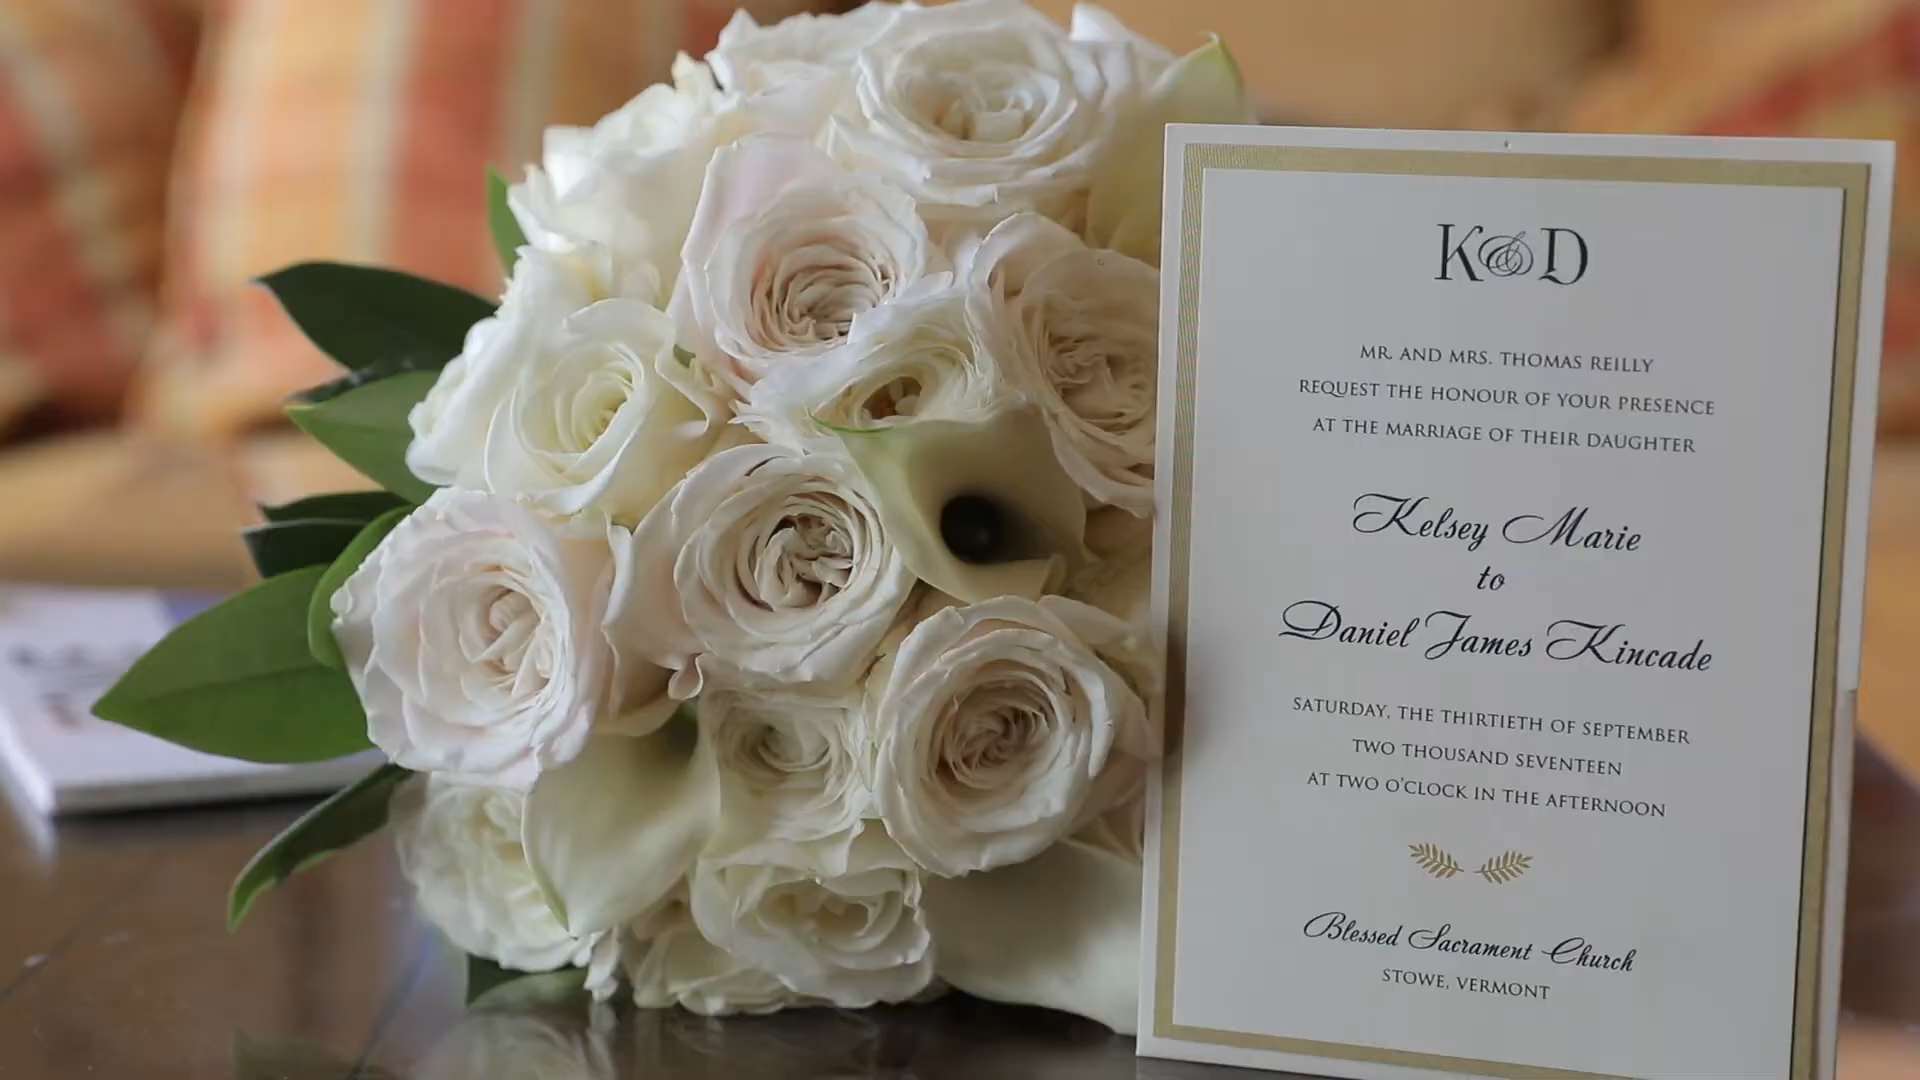 K&D
MR. AND MRS. THOMAS REILLY
REQUEST THE HONOUR OF YOUR PRESENCE
AT THE MARRIAGE OF THEIR DAUGHTER
Kelsey Marie
to
Daniel James Kincade
SATURDAY, THE THIRTIETH OF SEPTEMBER
TWO THOUSAND SEVENTEEN
AT TWO O'CLOCK IN THE AFTERNOON
Blessed Sacrament Church
STOWE, VERMONT